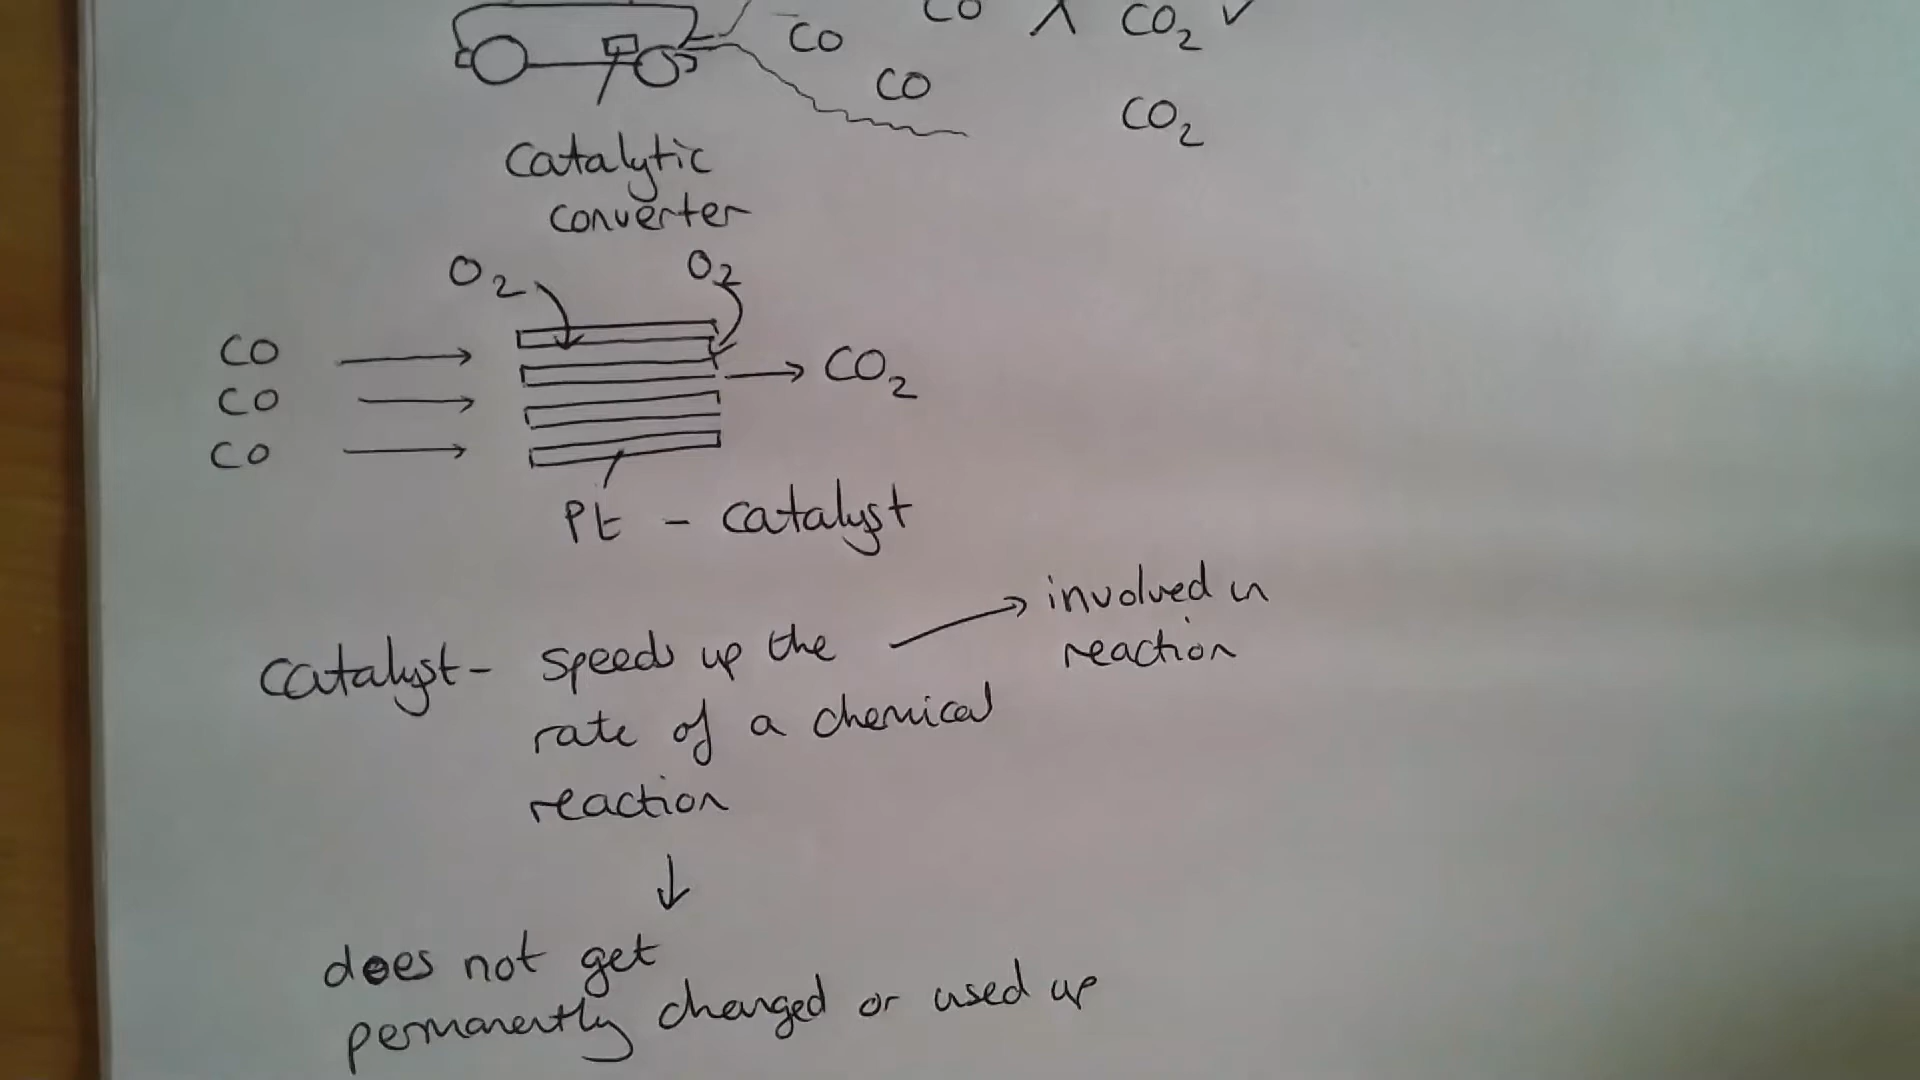 CO X CO2 ✓
CO
CO
CO2
Catalytic
converter
O2 O2
CO
CO
CO
CO2
Pt - catalyst
catalyst - speeds up the
rate of a chemical
reaction
involved in
reaction
does not get
permanently changed or used up